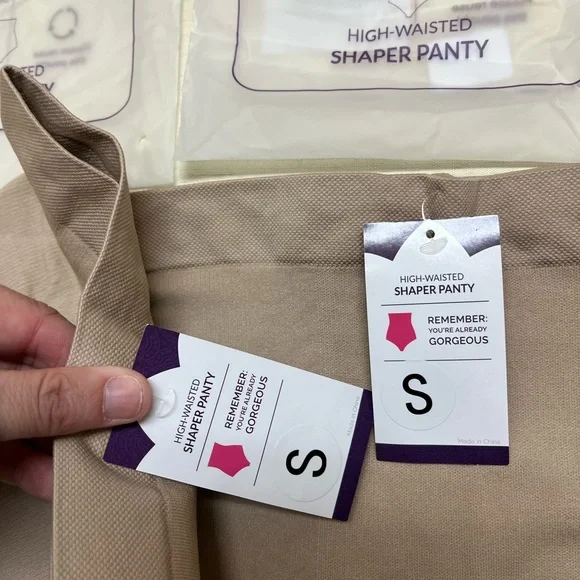 HIGH-WAISTED
SHAPER PANTY
HIGH-WAISTED
SHAPER PANTY
REMEMBER:
YOU'RE ALREADY
GORGEOUS
S
Made in China
HIGH-WAISTED
SHAPER PANTY
REMEMBER:
YOU'RE ALREADY
GORGEOUS
S